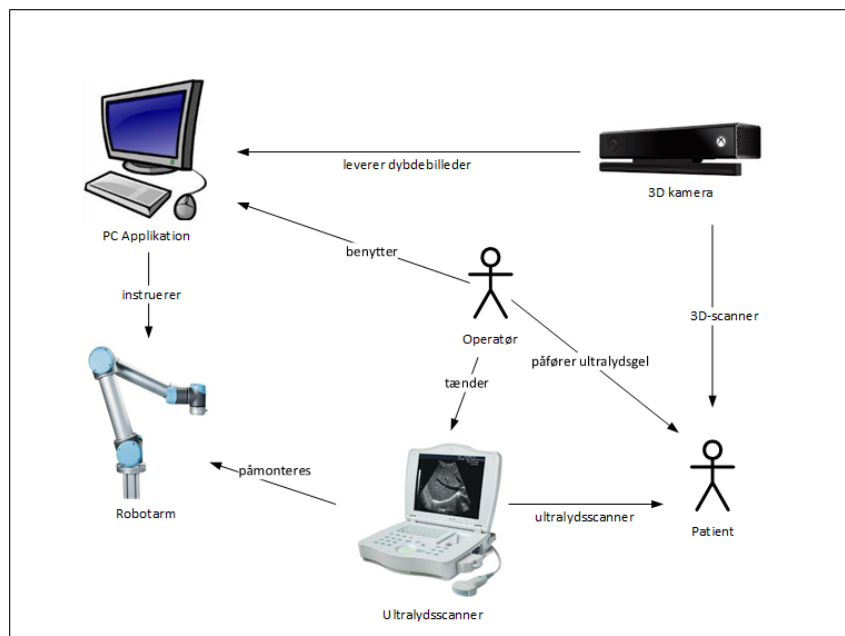 leverer dybdebilleder
3D kamera
PC Applikation
benytter
instruerer
3D-scanner
Operatør
påfører ultralydsgel
tænder
påmonteres
Robotarm
ultralydsscanner
Patient
Ultralydsscanner